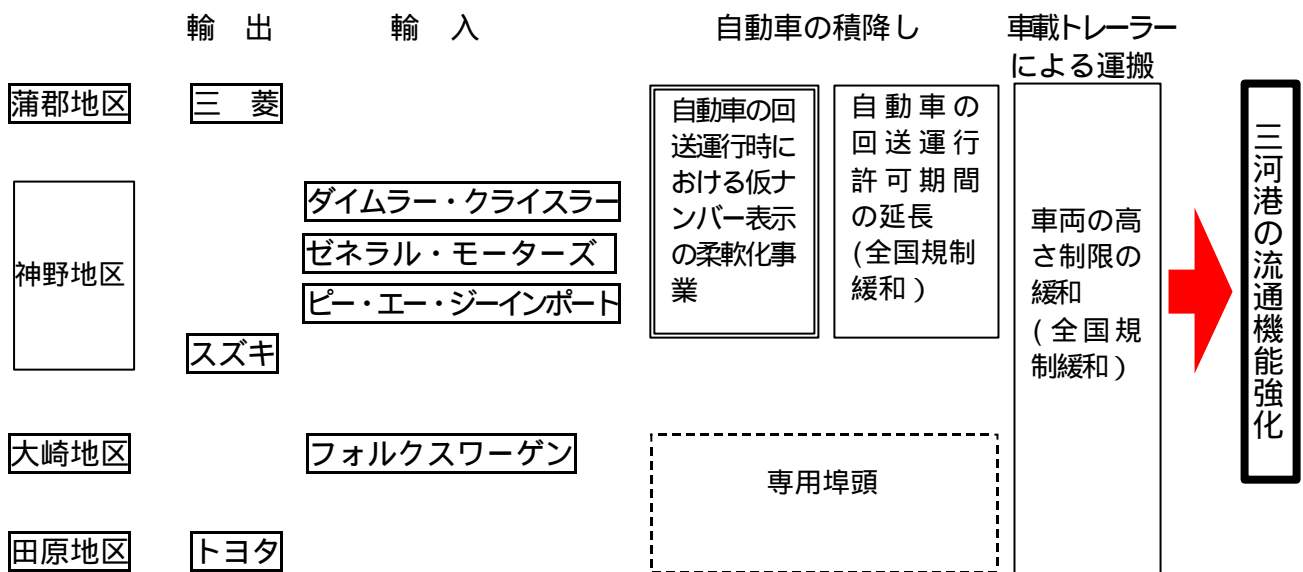 輸　出
輸　入
自動車の積降し
車載トレーラー
による運搬
蒲郡地区
三　菱
神野地区
ダイムラー・クライスラー
ゼネラル・モーターズ
ピー・エー・ジーインポート
スズキ
大崎地区
フォルクスワーゲン
田原地区
トヨタ
自動車の回
送運行時に
おける仮ナ
ンバー表示
の柔軟化事
業
自動車の
回送運行
許可期間
の延長
(全国規制
緩和)
専用埠頭
車両の高
さ制限の
緩和
(全国規
制緩和)
三河港の流通機能強化